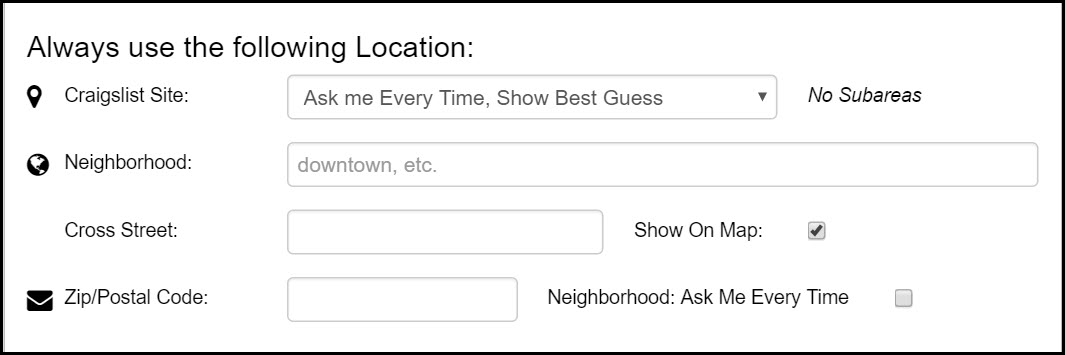 Always use the following Location:
Craigslist Site: Ask me Every Time, Show Best Guess No Subareas
Neighborhood: downtown, etc.
Cross Street: Show On Map:
Zip/Postal Code: Neighborhood: Ask Me Every Time